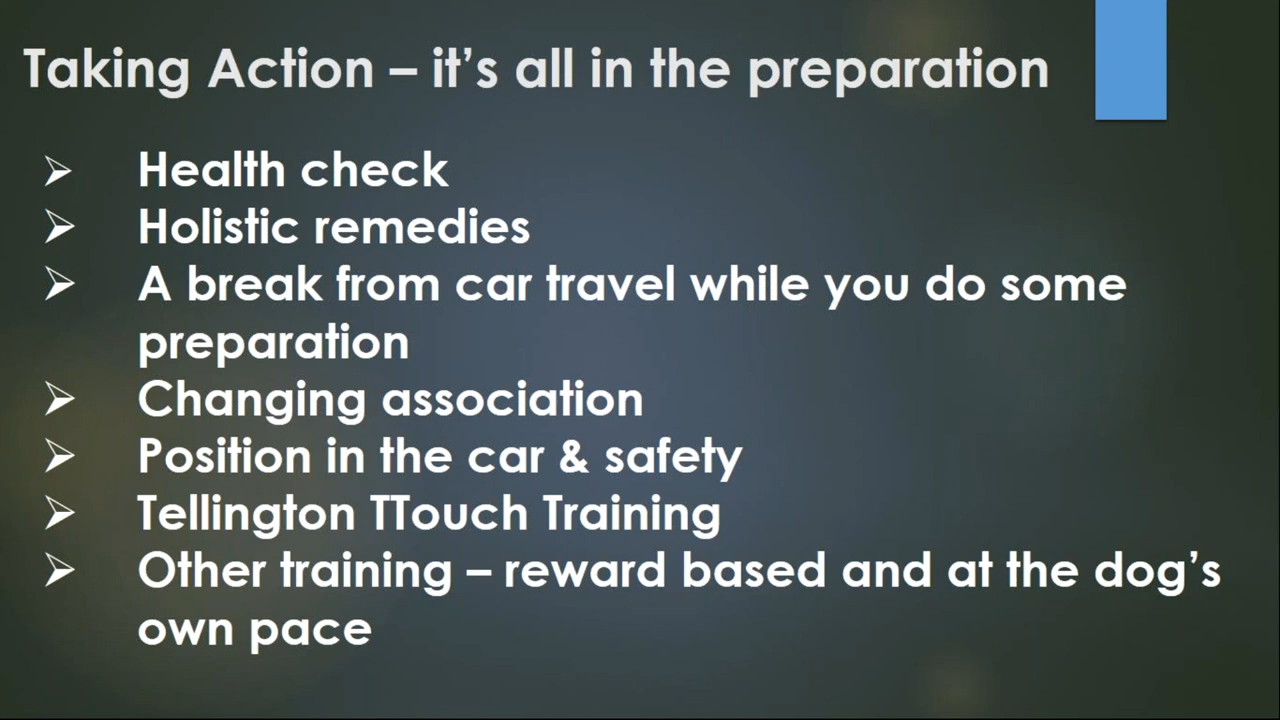 Taking Action – it’s all in the preparation
➢ Health check
➢ Holistic remedies
➢ A break from car travel while you do some
preparation
➢ Changing association
➢ Position in the car & safety
➢ Tellington TTouch Training
➢ Other training – reward based and at the dog’s
own pace